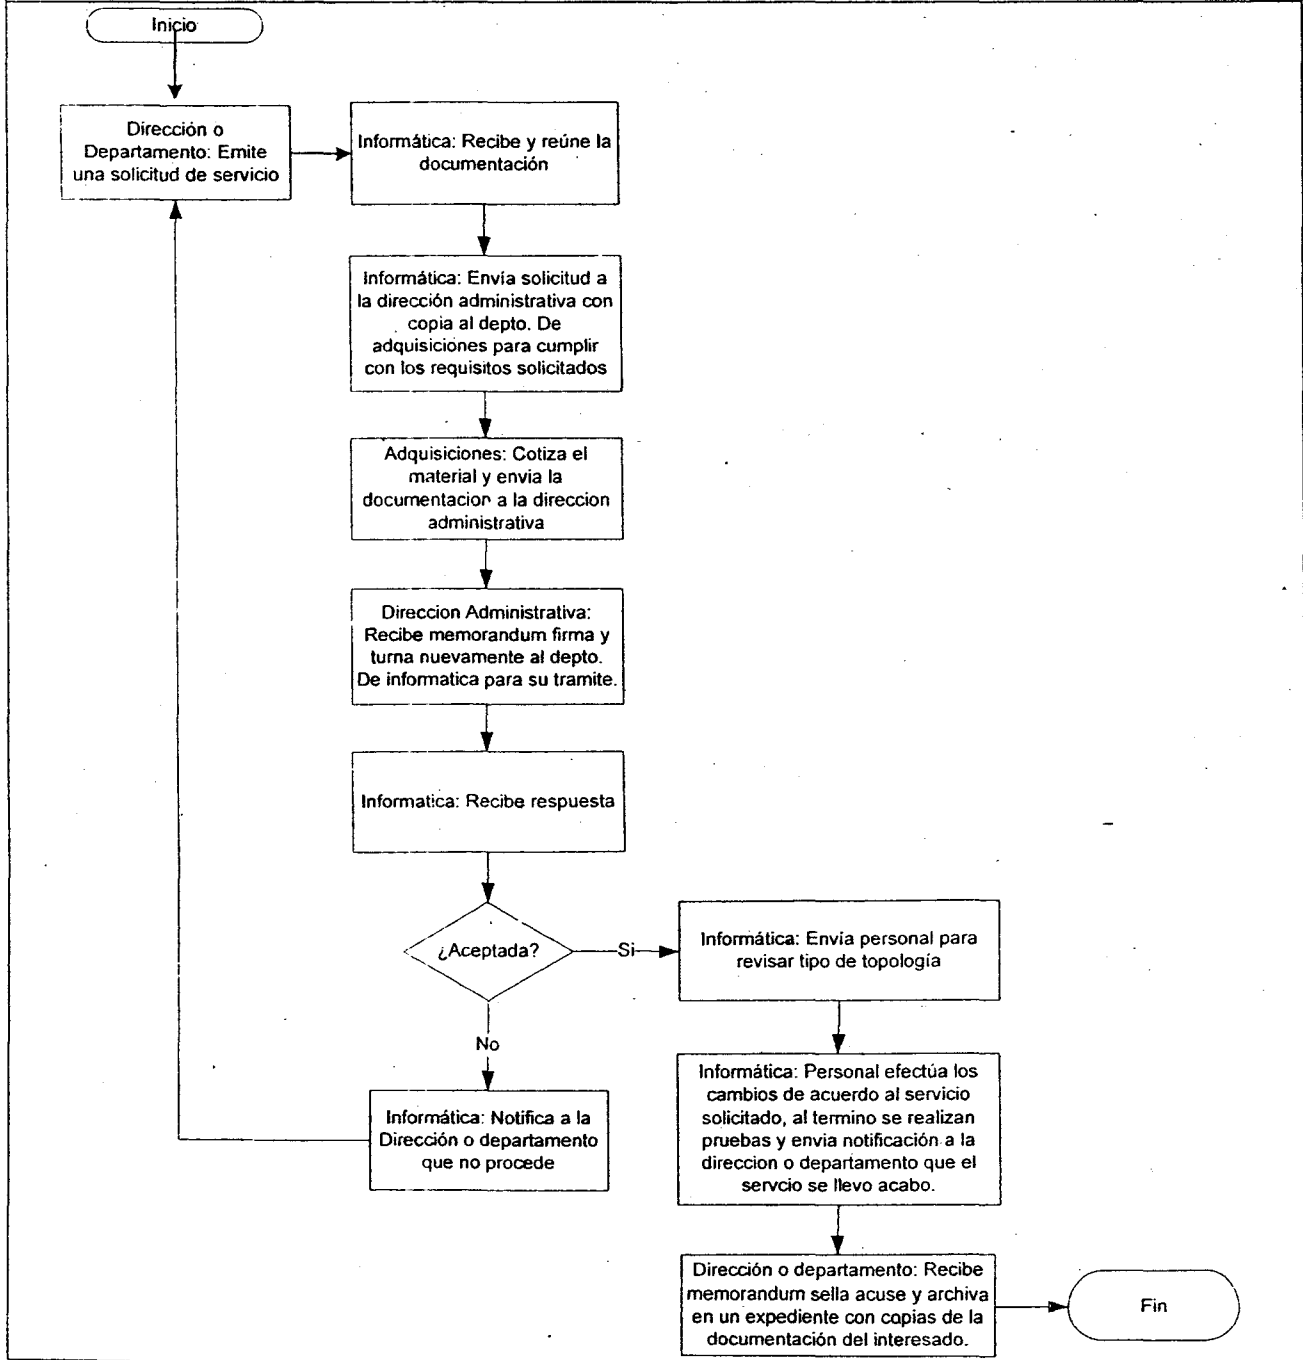 Inicio
Dirección o
Departamento: Emite
una solicitud de servicio
Informática: Recibe y reúne la
documentación
Informática: Envía solicitud a
la dirección administrativa con
copia al depto. De
adquisiciones para cumplir
con los requisitos solicitados
Adquisiciones: Cotiza el
material y envia la
documentacion a la direccion
administrativa
Direccion Administrativa:
Recibe memorandum firma y
turna nuevamente al depto.
De informatica para su tramite.
Informatica: Recibe respuesta
¿Aceptada?
Si
No
Informática: Envía personal para
revisar tipo de topología
Informática: Notifica a la
Dirección o departamento
que no procede
Informática: Personal efectúa los
cambios de acuerdo al servicio
solicitado, al termino se realizan
pruebas y envia notificación a la
direccion o departamento que el
servcio se llevo acabo.
Dirección o departamento: Recibe
memorandum sella acuse y archiva
en un expediente con copias de la
documentación del interesado.
Fin